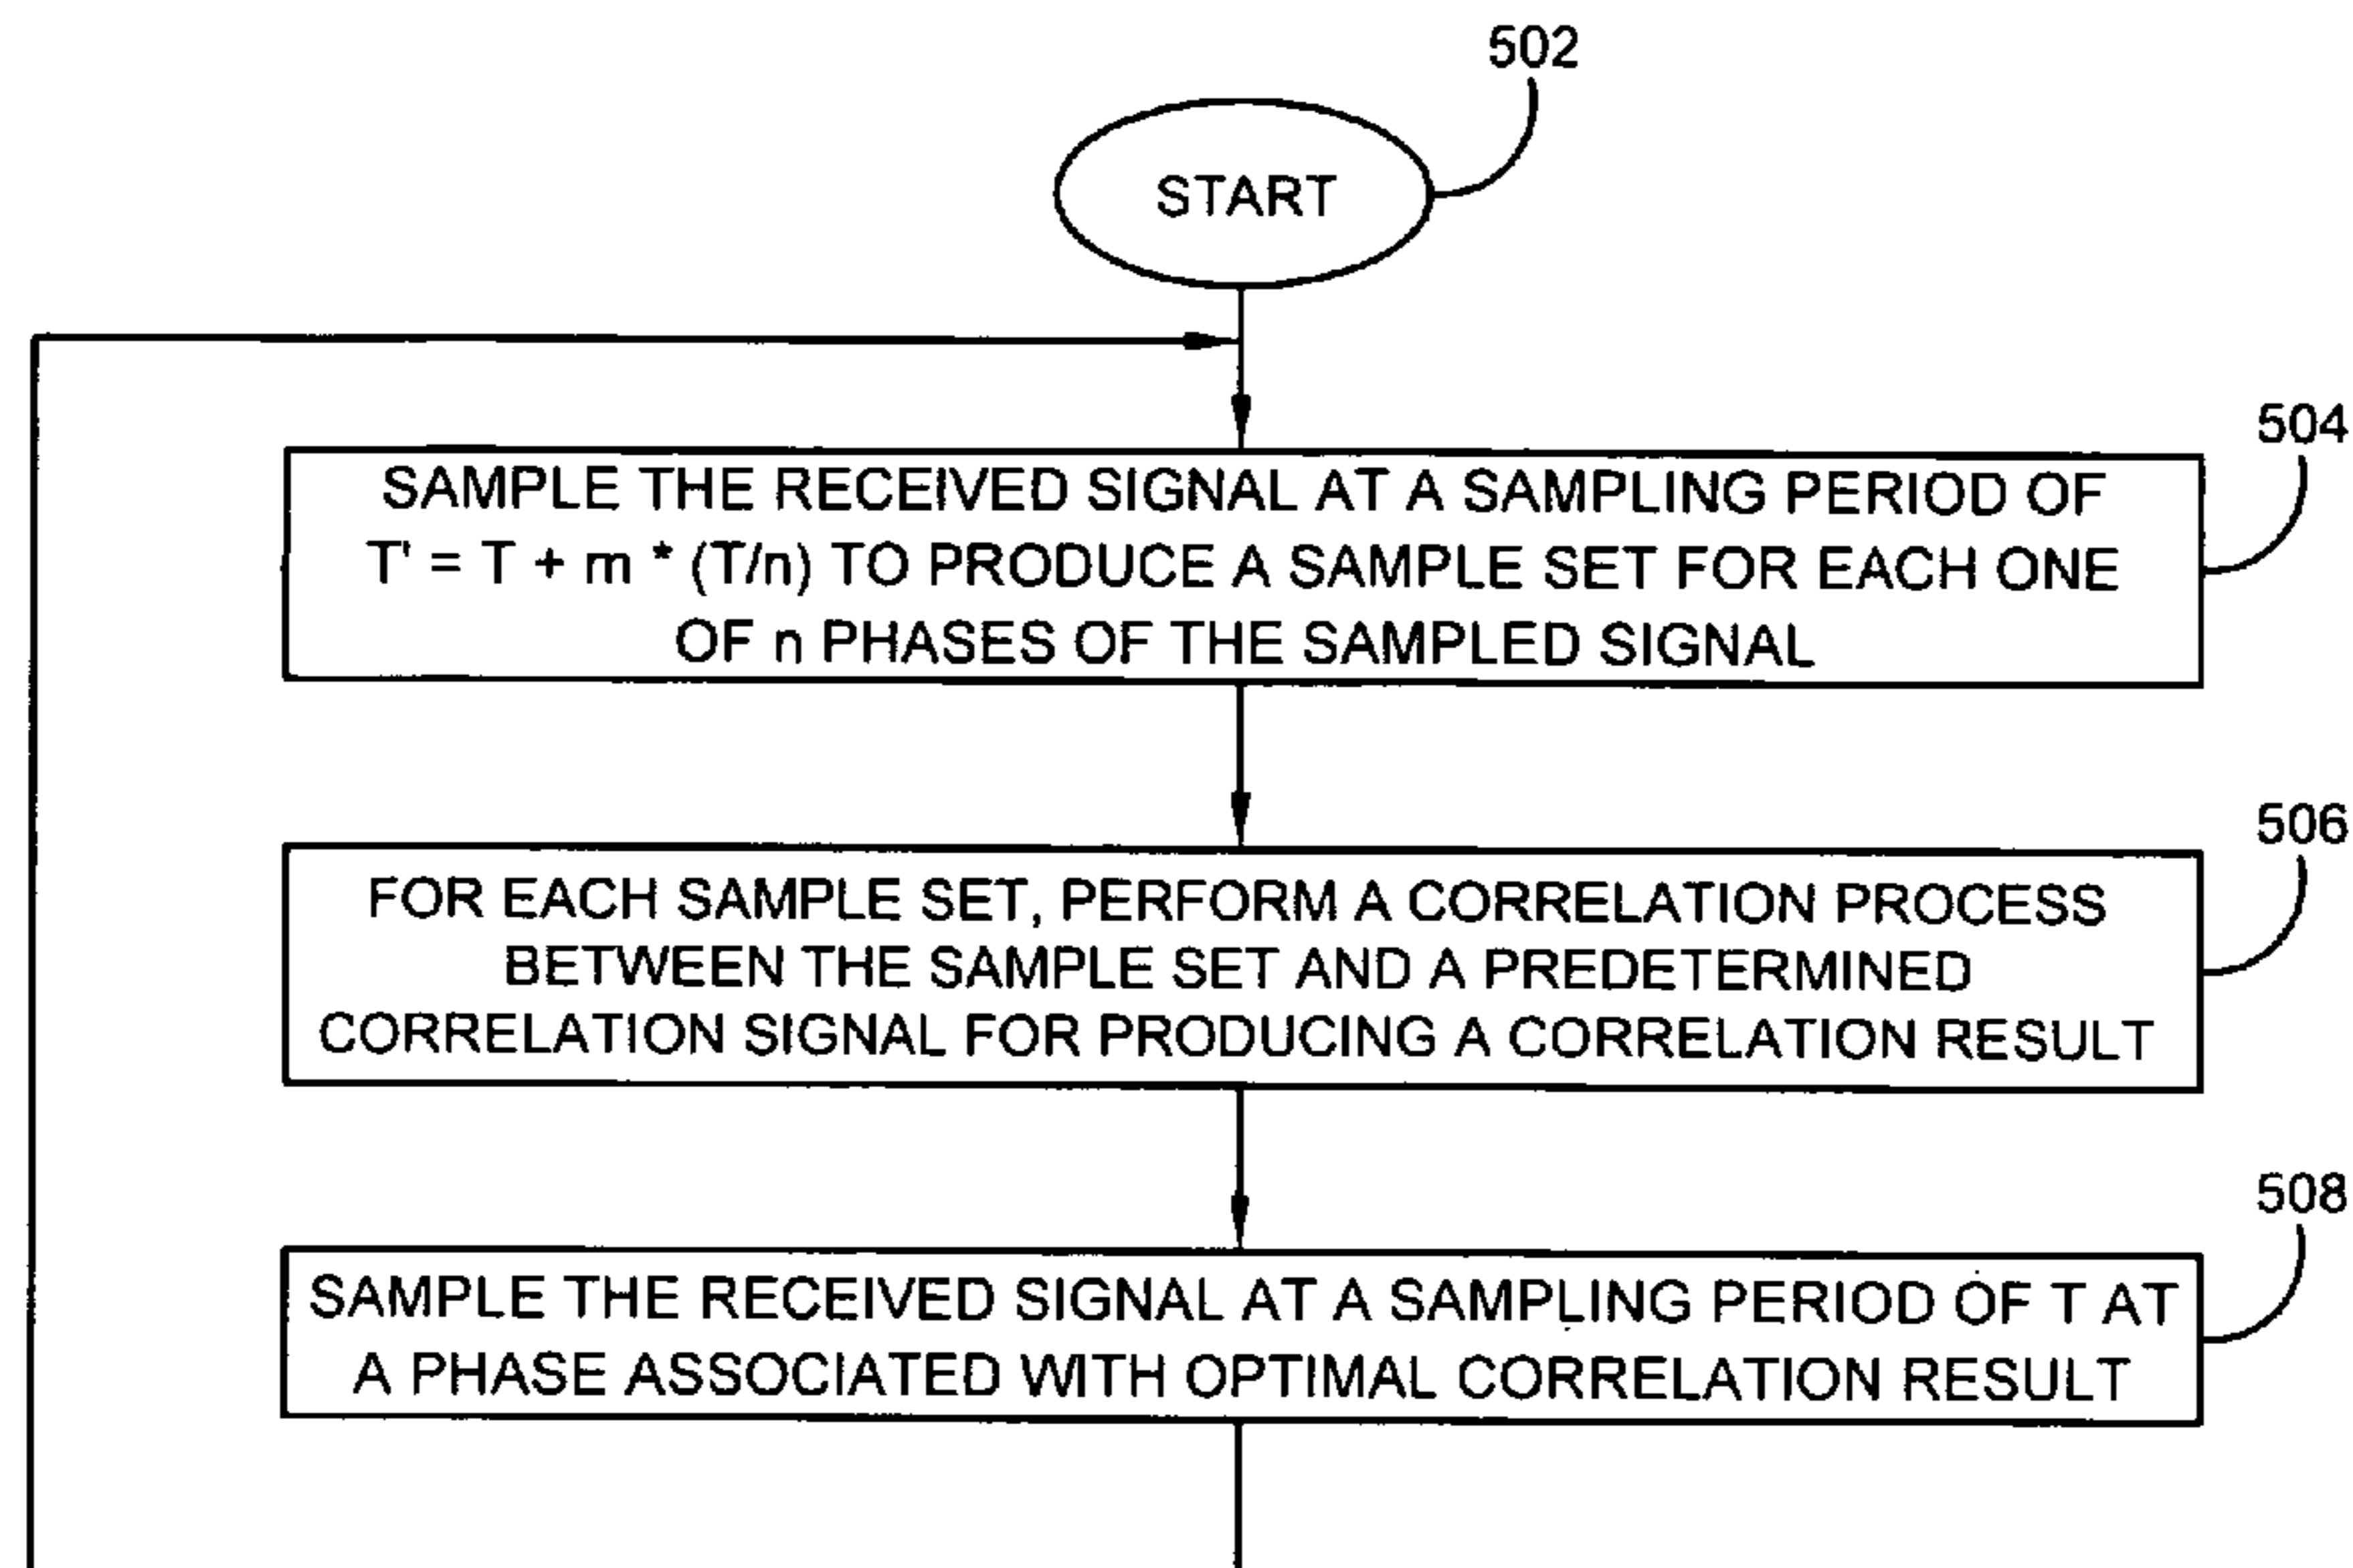 502
START
504
SAMPLE THE RECEIVED SIGNAL AT A SAMPLING PERIOD OF
T' = T + m * (T/n) TO PRODUCE A SAMPLE SET FOR EACH ONE
OF n PHASES OF THE SAMPLED SIGNAL
506
FOR EACH SAMPLE SET, PERFORM A CORRELATION PROCESS
BETWEEN THE SAMPLE SET AND A PREDETERMINED
CORRELATION SIGNAL FOR PRODUCING A CORRELATION RESULT
508
SAMPLE THE RECEIVED SIGNAL AT A SAMPLING PERIOD OF T AT
A PHASE ASSOCIATED WITH OPTIMAL CORRELATION RESULT